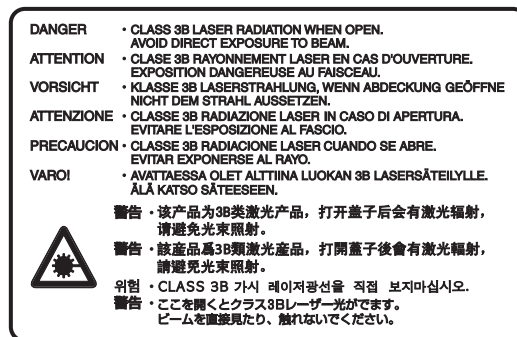 DANGER · CLASS 3B LASER RADIATION WHEN OPEN.
AVOID DIRECT EXPOSURE TO BEAM.
ATTENTION · CLASE 3B RAYONNEMENT LASER EN CAS D'OUVERTURE.
EXPOSITION DANGEREUSE AU FAISCEAU.
VORSICHT · KLASSE 3B LASERSTRAHLUNG, WENN ABDECKUNG GEÖFFNE
NICHT DEM STRAHL AUSSETZEN.
ATTENZIONE · CLASSE 3B RADIAZIONE LASER IN CASO DI APERTURA.
EVITARE L'ESPOSIZIONE AL FASCIO.
PRECAUCION · CLASSE 3B RADIACIONE LASER CUANDO SE ABRE.
EVITAR EXPONERSE AL RAYO.
VARO! · AVATTAESSA OLET ALTTIINA LUOKAN 3B LASERSÄTEILYLLE.
ÄLÄ KATSO SÄTEESEEN.
警告 · 该产品为3B类激光产品，打开盖子后会有激光辐射，
请避免光束照射。
警告 · 該産品爲3B類激光産品，打開蓋子後會有激光輻射，
請避免光束照射。
위험 · CLASS 3B 가시 레이저광선을 직접 보지마십시오.
警告 · ここを開くとクラス3Bレーザー光がでます。
ビームを直接見たり、触れないでください。